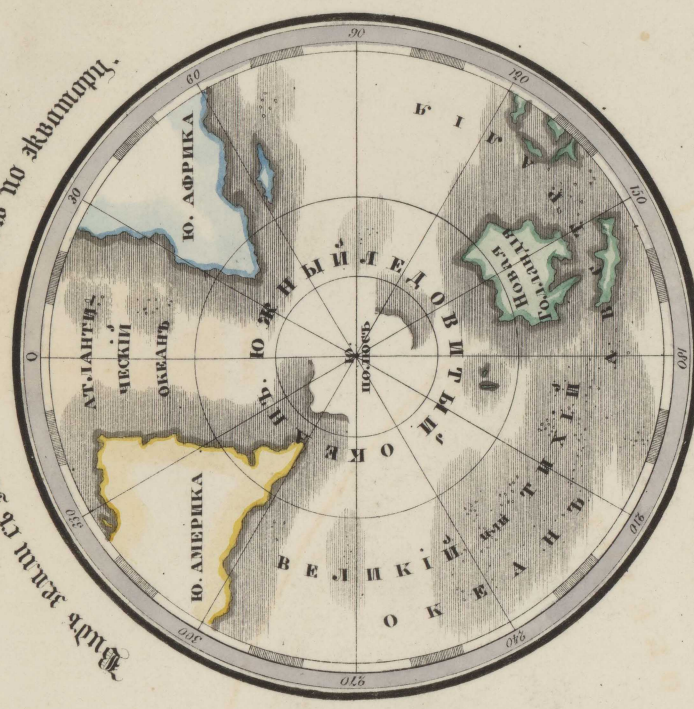 Видъ земли съ
по экватору.
0
30
60
90
120
150
180
210
240
270
300
330
Ю. АФРИКА
АТЛАНТИ-
ЧЕСКІЙ
ОКЕАНЪ
Ю. АМЕРИКА
ЮЖНЫЙ ЛЕДОВИТЫЙ ОКЕАНЪ.
Ю.
полюсъ
Новая
Голландія
АВСТРАЛІЯ
ВЕЛИКІЙ или ТИХІЙ
ОКЕАНЪ